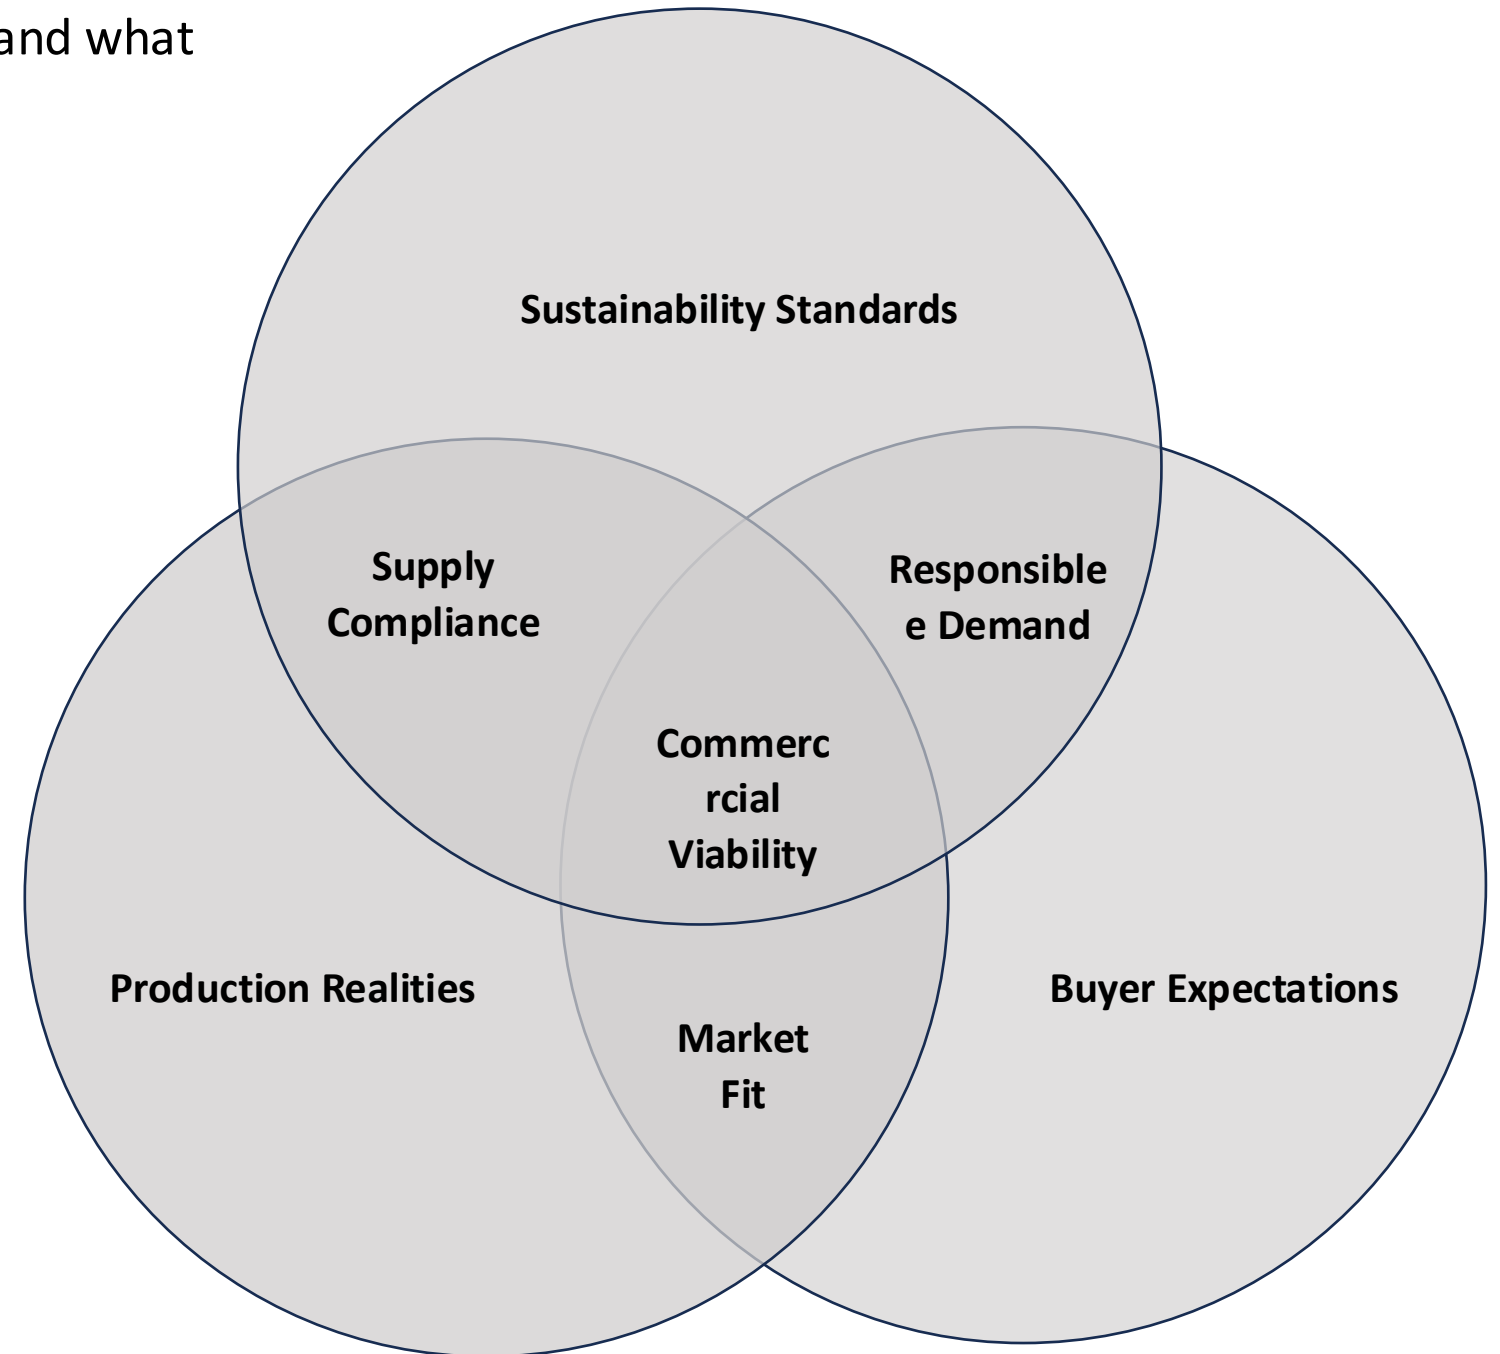 and what
Sustainability Standards
Supply
Compliance
Responsible
e Demand
Commerc
rcial
Viability
Production Realities
Buyer Expectations
Market
Fit